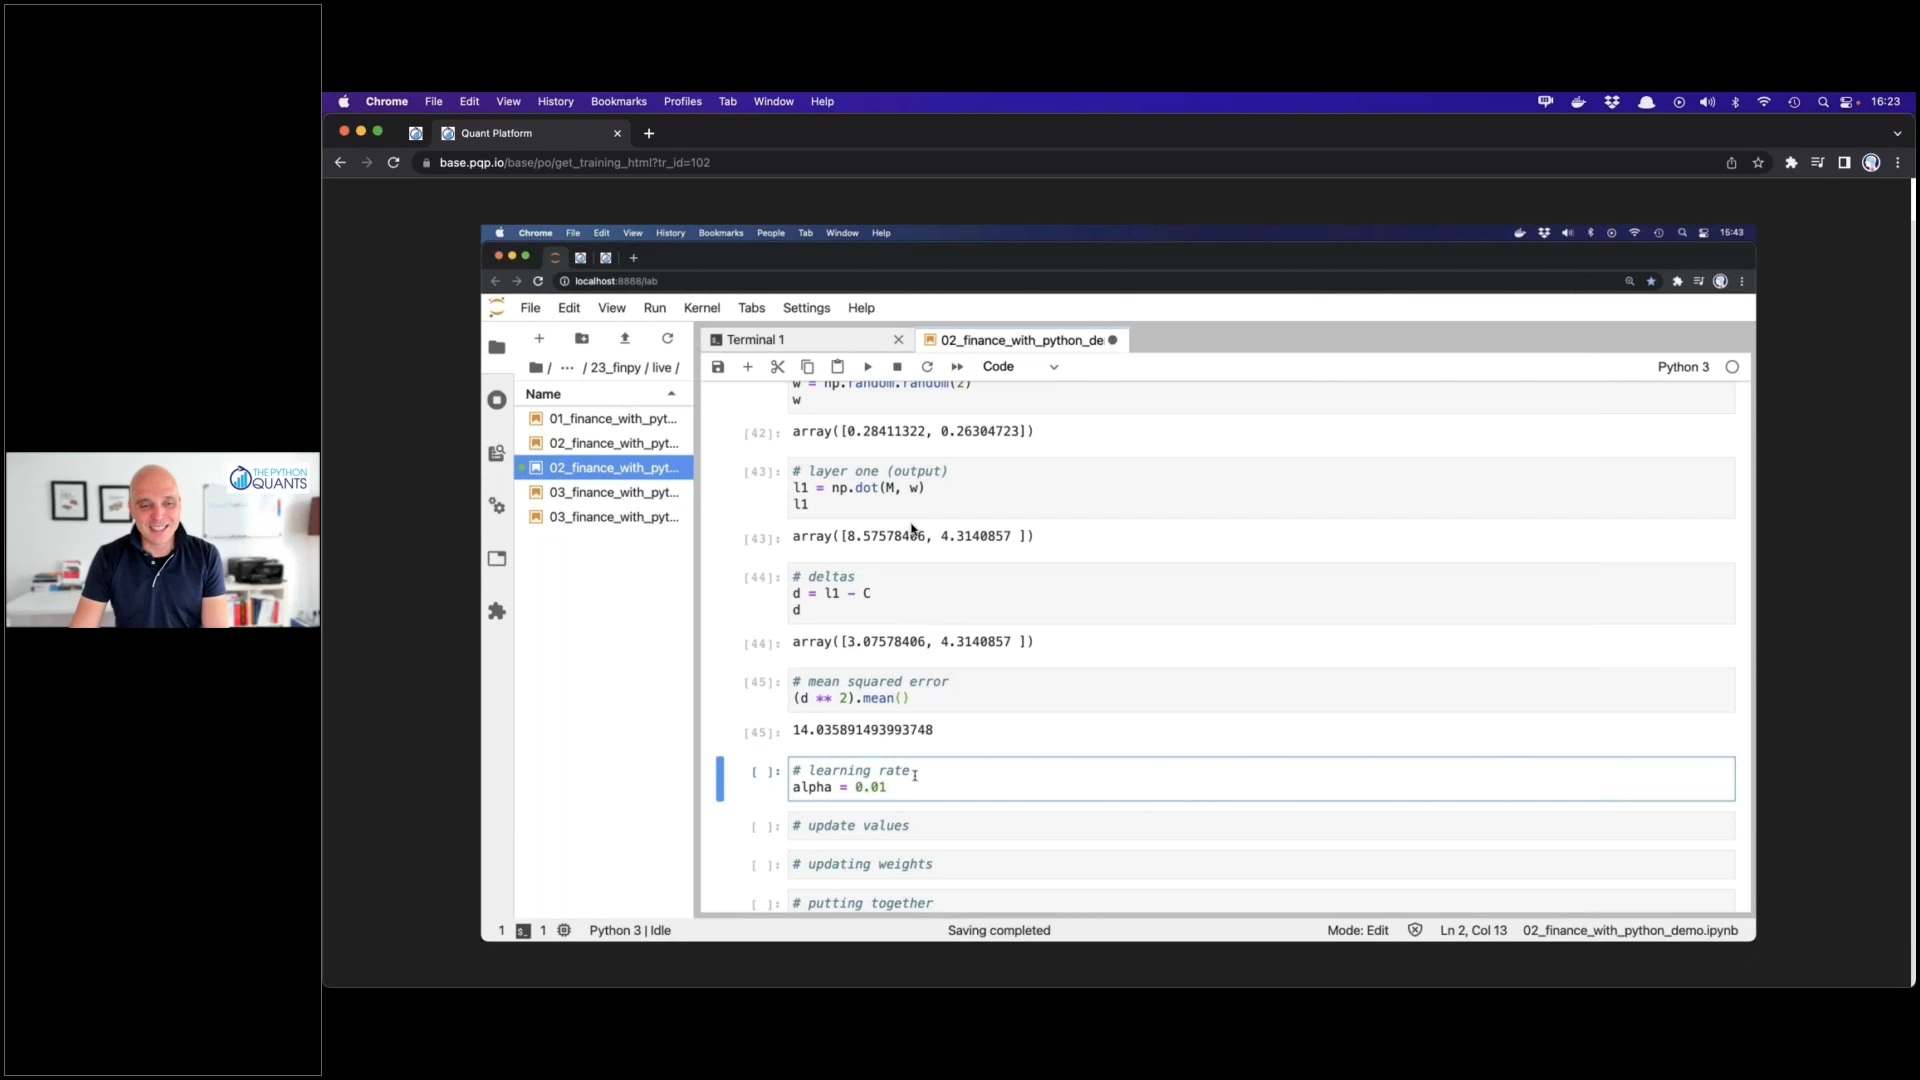 THE PYTHON
QUANTS
Chrome File Edit View History Bookmarks Profiles Tab Window Help
16:23
Quant Platform
base.pqp.io/base/po/get_training_html?tr_id=102
Chrome File Edit View History Bookmarks People Tab Window Help
15:43
localhost:8888/lab
File Edit View Run Kernel Tabs Settings Help
Terminal 1
02_finance_with_python_de
/ ··· / 23_finpy / live /
Code
Python 3
Name
01_finance_with_pyt...
02_finance_with_pyt...
02_finance_with_pyt...
03_finance_with_pyt...
03_finance_with_pyt...
w = np.random.random(2)
w
[42]: array([0.28411322, 0.26304723])
[43]: # layer one (output)
l1 = np.dot(M, w)
l1
[43]: array([8.57578406, 4.3140857 ])
[44]: # deltas
d = l1 - C
d
[44]: array([3.07578406, 4.3140857 ])
[45]: # mean squared error
(d ** 2).mean()
[45]: 14.035891493993748
[ ]: # learning rate
alpha = 0.01
[ ]: # update values
[ ]: # updating weights
[ ]: # putting together
1 1 Python 3 | Idle
Saving completed
Mode: Edit
Ln 2, Col 13
02_finance_with_python_demo.ipynb